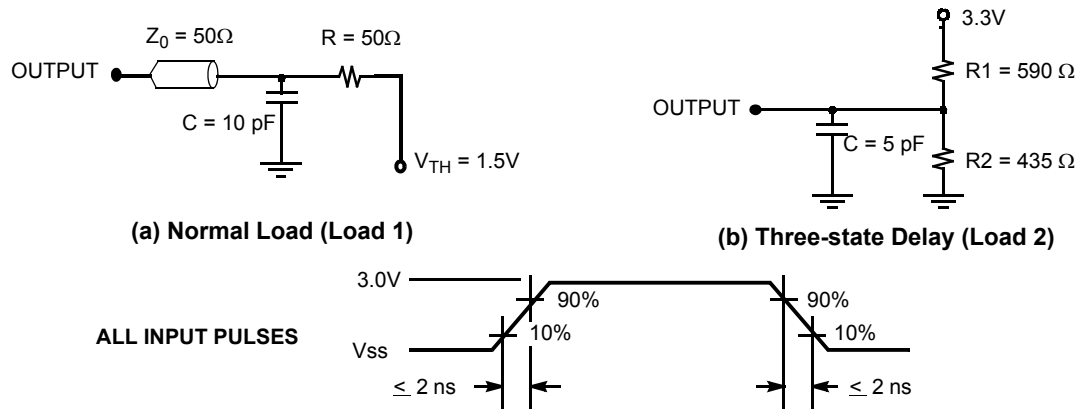 Z0 = 50Ω
R = 50Ω
OUTPUT
C = 10 pF
VTH = 1.5V
(a) Normal Load (Load 1)
3.3V
R1 = 590 Ω
OUTPUT
C = 5 pF
R2 = 435 Ω
(b) Three-state Delay (Load 2)
3.0V
90%
90%
ALL INPUT PULSES
10%
10%
Vss
≤ 2 ns
≤ 2 ns